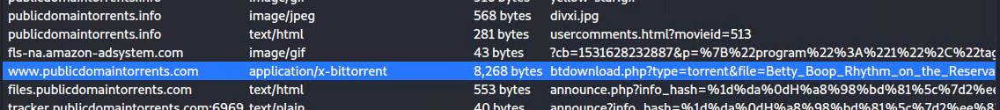 publicdomaintorrents.info image/jpeg 568 bytes divxi.jpg
publicdomaintorrents.info text/html 281 bytes usercomments.html?movieid=513
fls-na.amazon-adsystem.com image/gif 43 bytes ?cb=1531628232887&p=%7B%22program%22%3A%221%22%2C%22tag
www.publicdomaintorrents.com application/x-bittorrent 8,268 bytes btdownload.php?type=torrent&file=Betty_Boop_Rhythm_on_the_Reserva
files.publicdomaintorrents.com text/html 553 bytes announce.php?info_hash=%1d%da%0dH%a8%98%bd%81%5c%7d2%ee
tracker.publicdomaintorrents.com:6969 text/plain 40 bytes announce?info_hash=%1d%da%0dH%a8%98%bd%81%5c%7d2%ee%8